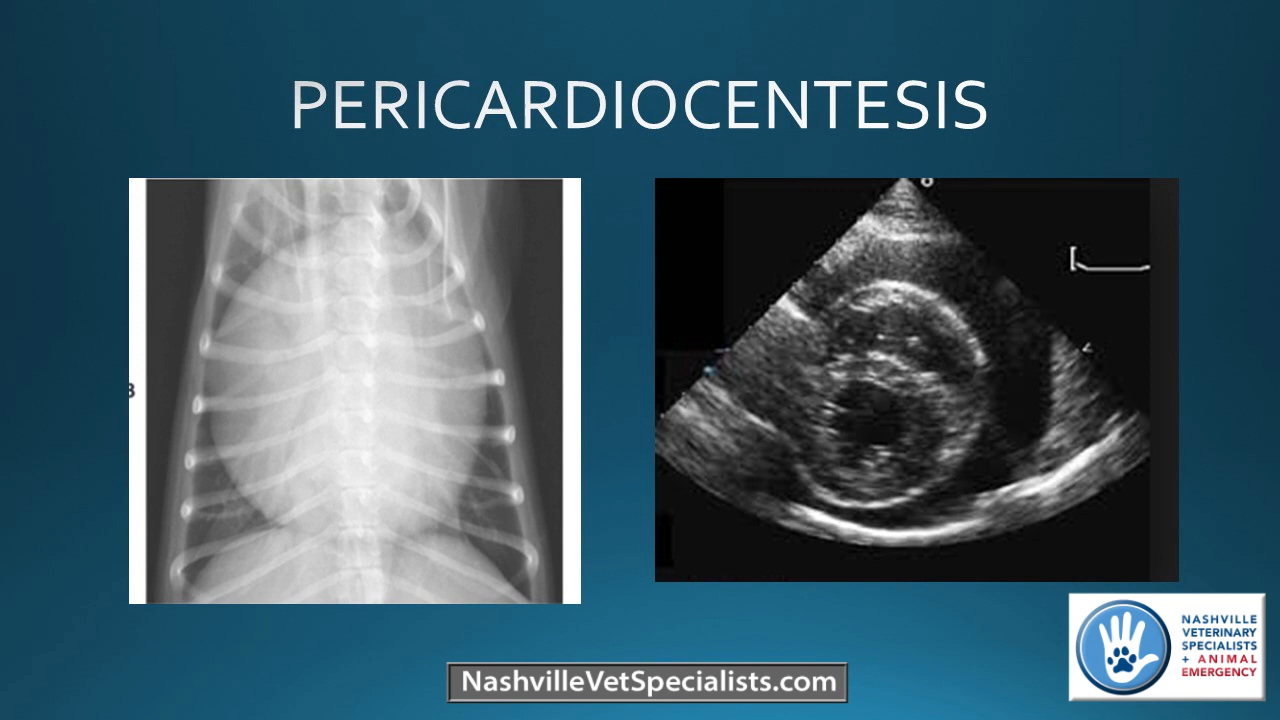 PERICARDIOCENTESIS
NASHVILLE
VETERINARY
SPECIALISTS
+ ANIMAL
EMERGENCY
NashvilleVetSpecialists.com